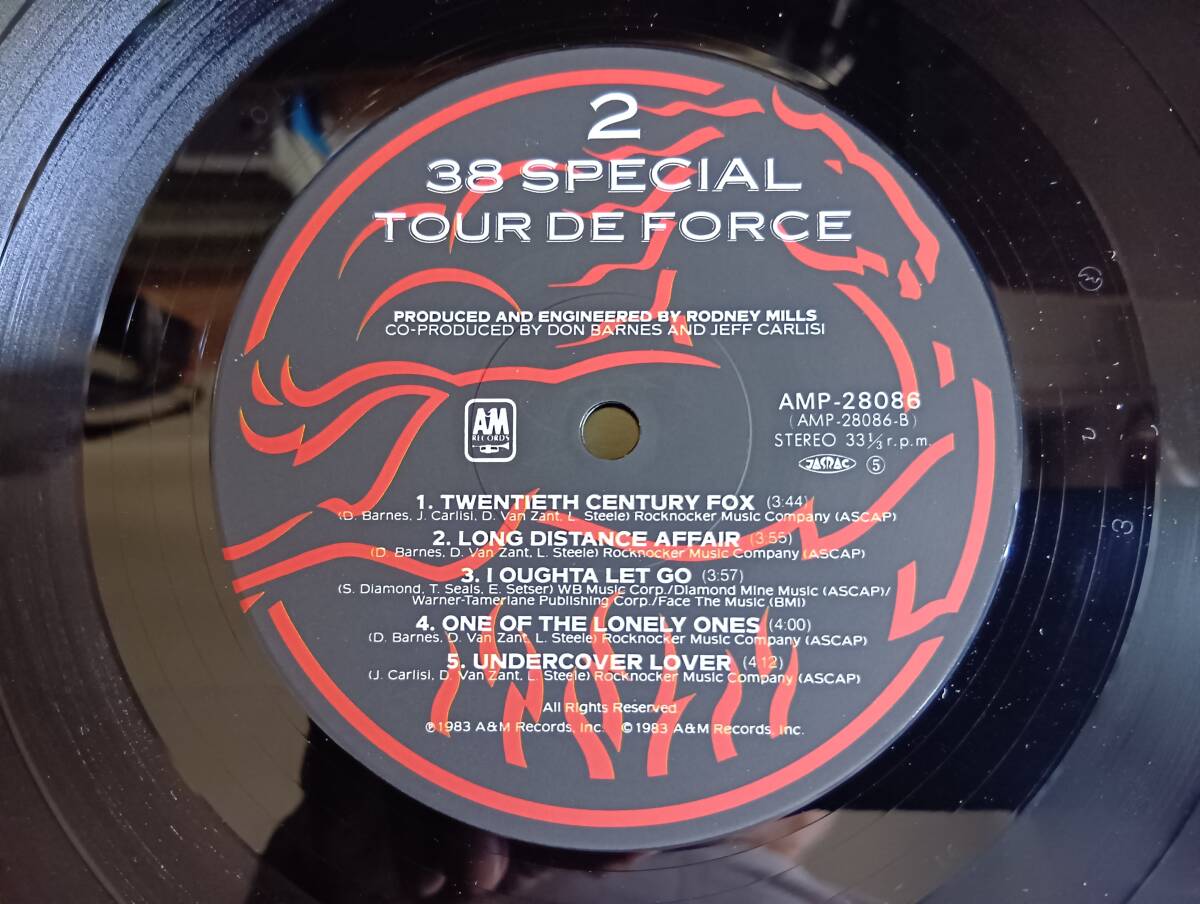 2
38 SPECIAL
TOUR DE FORCE
PRODUCED AND ENGINEERED BY RODNEY MILLS
CO-PRODUCED BY DON BARNES AND JEFF CARLISI
A&M
RECORDS
AMP-28086
(AMP-28086-B)
STEREO 33 1/3 r.p.m.
JASRAC ⑤
1. TWENTIETH CENTURY FOX (3:44)
(D. Barnes, J. Carlisi, D. Van Zant, L. Steele) Rocknocker Music Company (ASCAP)
2. LONG DISTANCE AFFAIR (3:55)
(D. Barnes, D. Van Zant, L. Steele) Rocknocker Music Company (ASCAP)
3. I OUGHTA LET GO (3:57)
(S. Diamond, T. Seals, E. Setser) WB Music Corp./Diamond Mine Music (ASCAP)/
Warner-Tamerlane Publishing Corp./Face The Music (BMI)
4. ONE OF THE LONELY ONES (4:00)
(D. Barnes, D. Van Zant, L. Steele) Rocknocker Music Company (ASCAP)
5. UNDERCOVER LOVER (4:12)
(J. Carlisi, D. Van Zant, L. Steele) Rocknocker Music Company (ASCAP)
All Rights Reserved
℗1983 A&M Records, Inc. ©1983 A&M Records, Inc.
2
3